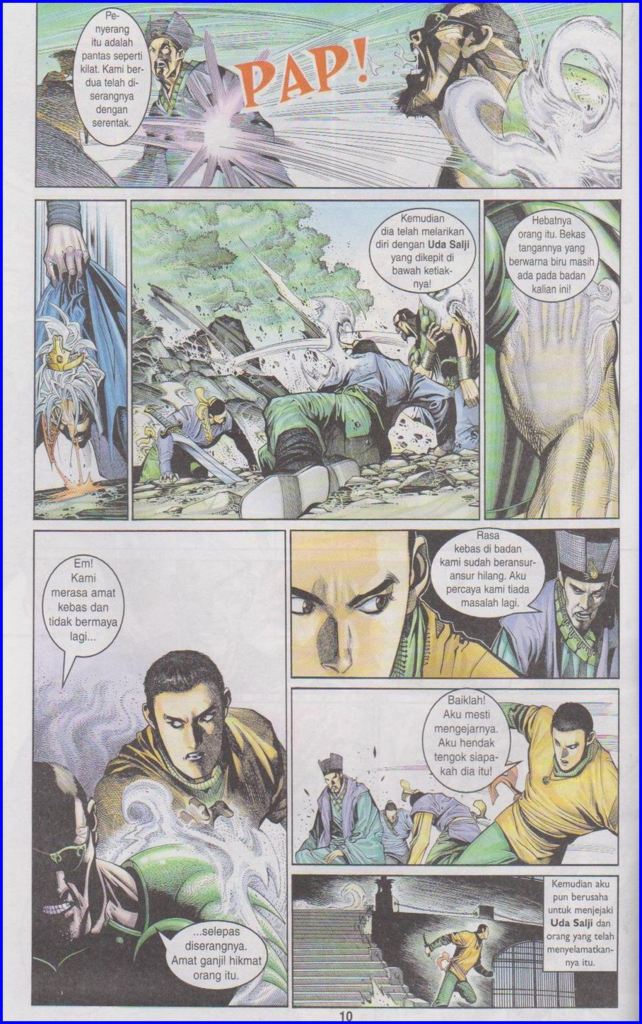 Pe-
nyerang
itu adalah
pantas seperti
kilat. Kami ber-
dua telah di-
serangnya
dengan
serentak.
PAP!
Kemudian
dia telah melarikan
diri dengan Uda Salji
yang dikepit di
bawah ketiak-
nya!
Hebatnya
orang itu. Bekas
tangannya yang
berwarna biru masih
ada pada badan
kalian ini!
Em!
Kami
merasa amat
kebas dan
tidak bermaya
lagi...
...selepas
diserangnya.
Amat ganjil hikmat
orang itu.
Rasa
kebas di badan
kami sudah beransur-
ansur hilang. Aku
percaya kami tiada
masalah lagi.
Baiklah!
Aku mesti
mengejarnya.
Aku hendak
tengok siapa-
kah dia itu!
Kemudian aku
pun berusaha
untuk menjejaki
Uda Salji dan
orang yang telah
menyelamatkan-
nya itu.
10